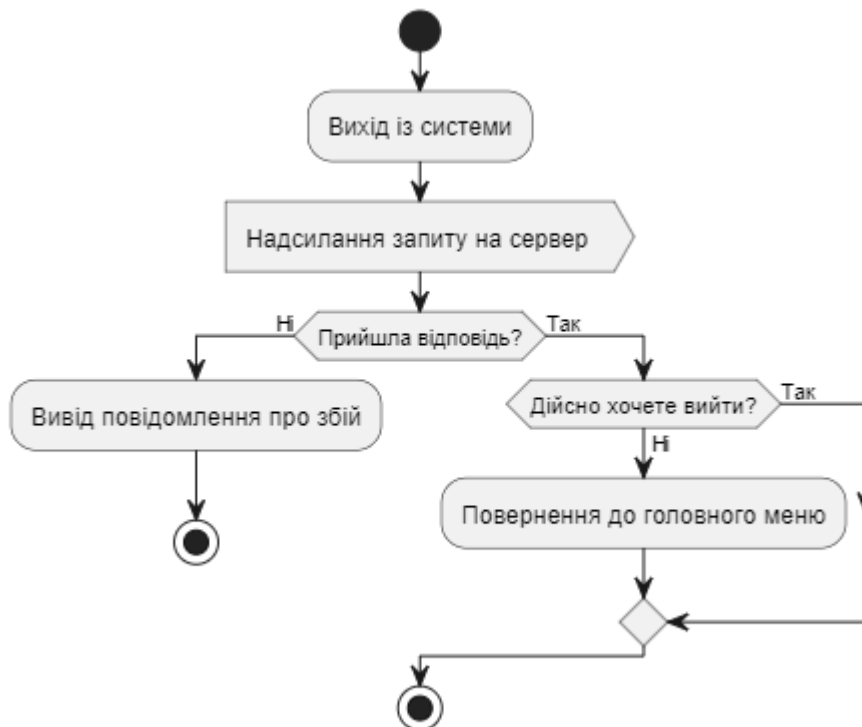 Вихід із системи
Надсилання запиту на сервер
Ні
Прийшла відповідь?
Так
Вивід повідомлення про збій
Дійсно хочете вийти?
Так
Ні
Повернення до головного меню